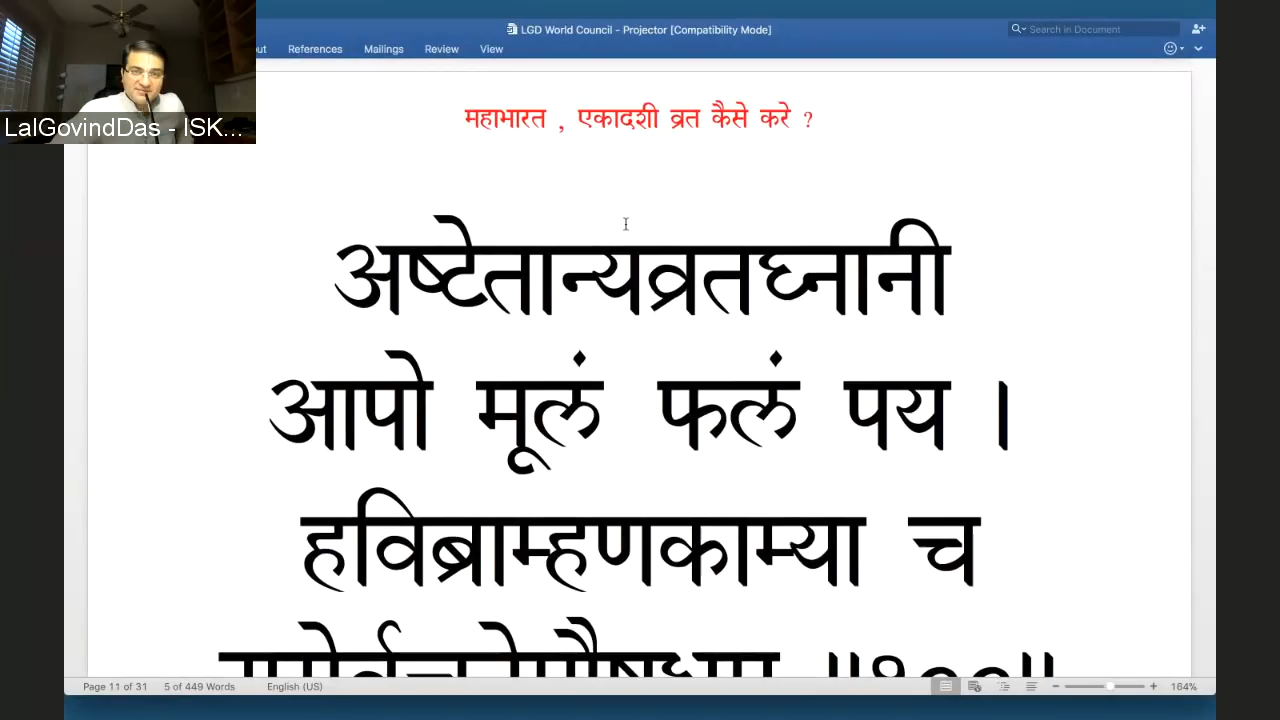 LGD World Council - Projector [Compatibility Mode]
Search in Document
out References Mailings Review View
LalGovindDas - ISK...
महाभारत , एकादशी व्रत कैसे करे ?
अष्टेतान्यव्रतघ्नानी
आपो मूलं फलं पय ।
हविब्राम्हणकाम्या च
Page 11 of 31 5 of 449 Words English (US) 164%